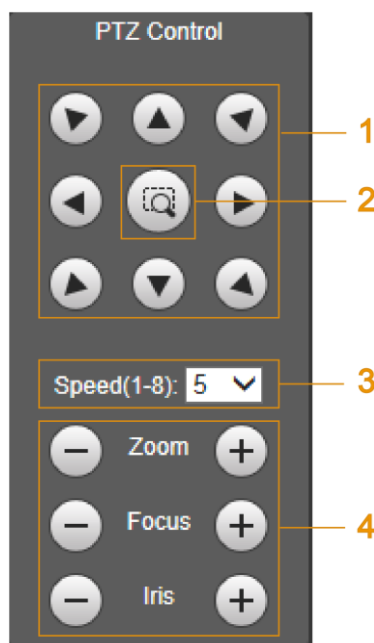 PTZ Control
1
2
Speed(1-8): 5
3
Zoom
Focus
4
Iris